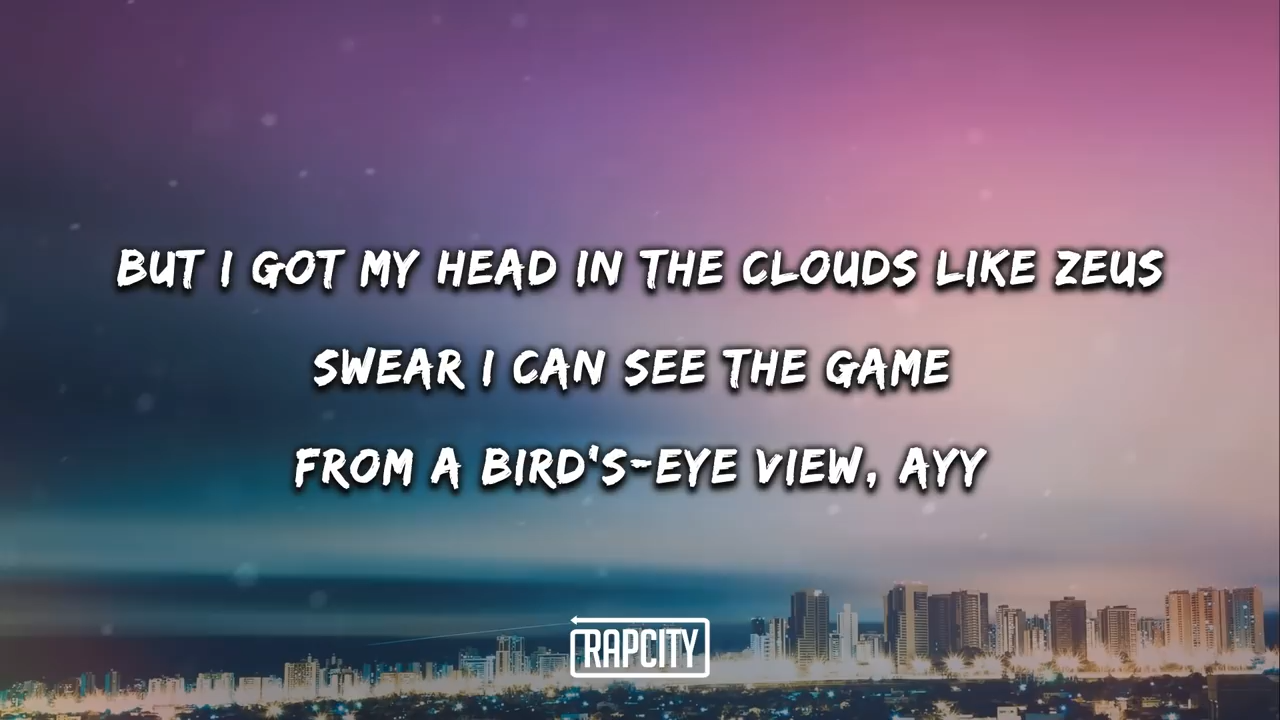 BUT I GOT MY HEAD IN THE CLOUDS LIKE ZEUS
SWEAR I CAN SEE THE GAME
FROM A BIRD'S-EYE VIEW, AYY
RAPCITY